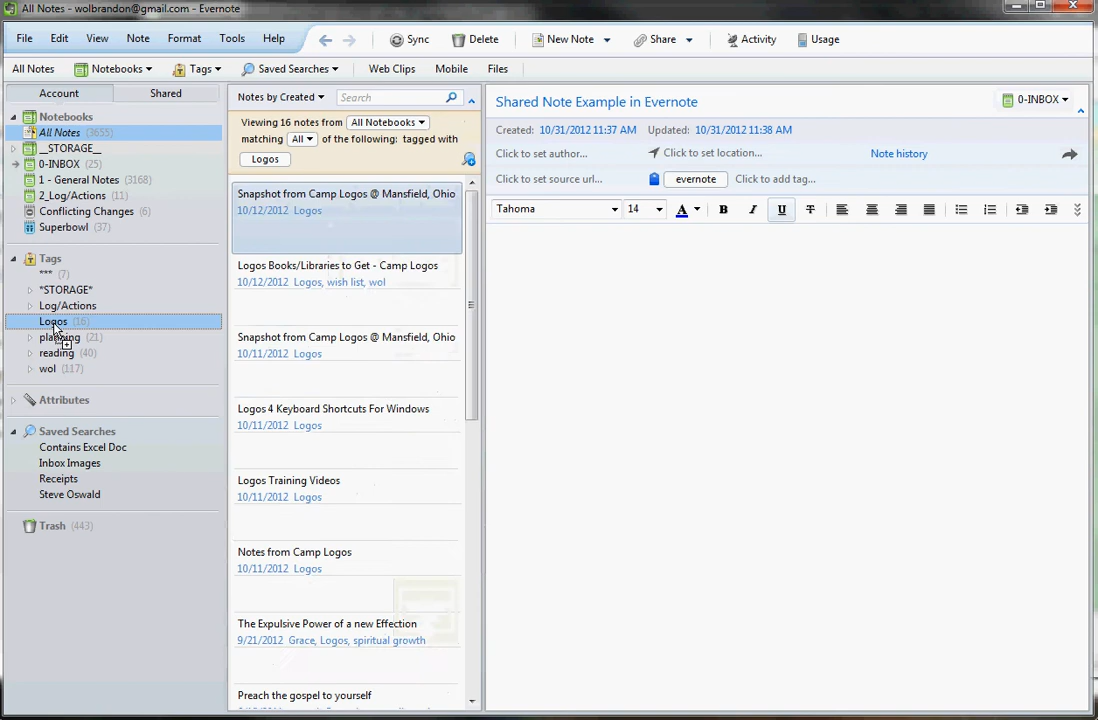 All Notes - wolbrandon@gmail.com - Evernote
File Edit View Note Format Tools Help
Sync Delete New Note Share Activity Usage
All Notes Notebooks Tags Saved Searches Web Clips Mobile Files
Account Shared
Notebooks
All Notes (3655)
__STORAGE__
0-INBOX (25)
1 - General Notes (3168)
2_Log/Actions (11)
Conflicting Changes (6)
Superbowl (37)
Tags
*** (7)
*STORAGE*
Log/Actions
Logos (16)
planning (21)
reading (40)
wol (117)
Attributes
Saved Searches
Contains Excel Doc
Inbox Images
Receipts
Steve Oswald
Trash (443)
Notes by Created Search
Viewing 16 notes from All Notebooks
matching All of the following: tagged with
Logos
Snapshot from Camp Logos @ Mansfield, Ohio
10/12/2012 Logos
Logos Books/Libraries to Get - Camp Logos
10/12/2012 Logos, wish list, wol
Snapshot from Camp Logos @ Mansfield, Ohio
10/11/2012 Logos
Logos 4 Keyboard Shortcuts For Windows
10/11/2012 Logos
Logos Training Videos
10/11/2012 Logos
Notes from Camp Logos
10/11/2012 Logos
The Expulsive Power of a new Effection
9/21/2012 Grace, Logos, spiritual growth
Preach the gospel to yourself
Shared Note Example in Evernote 0-INBOX
Created: 10/31/2012 11:37 AM Updated: 10/31/2012 11:38 AM
Click to set author... Click to set location... Note history
Click to set source url... evernote Click to add tag...
Tahoma 14 A B I U T